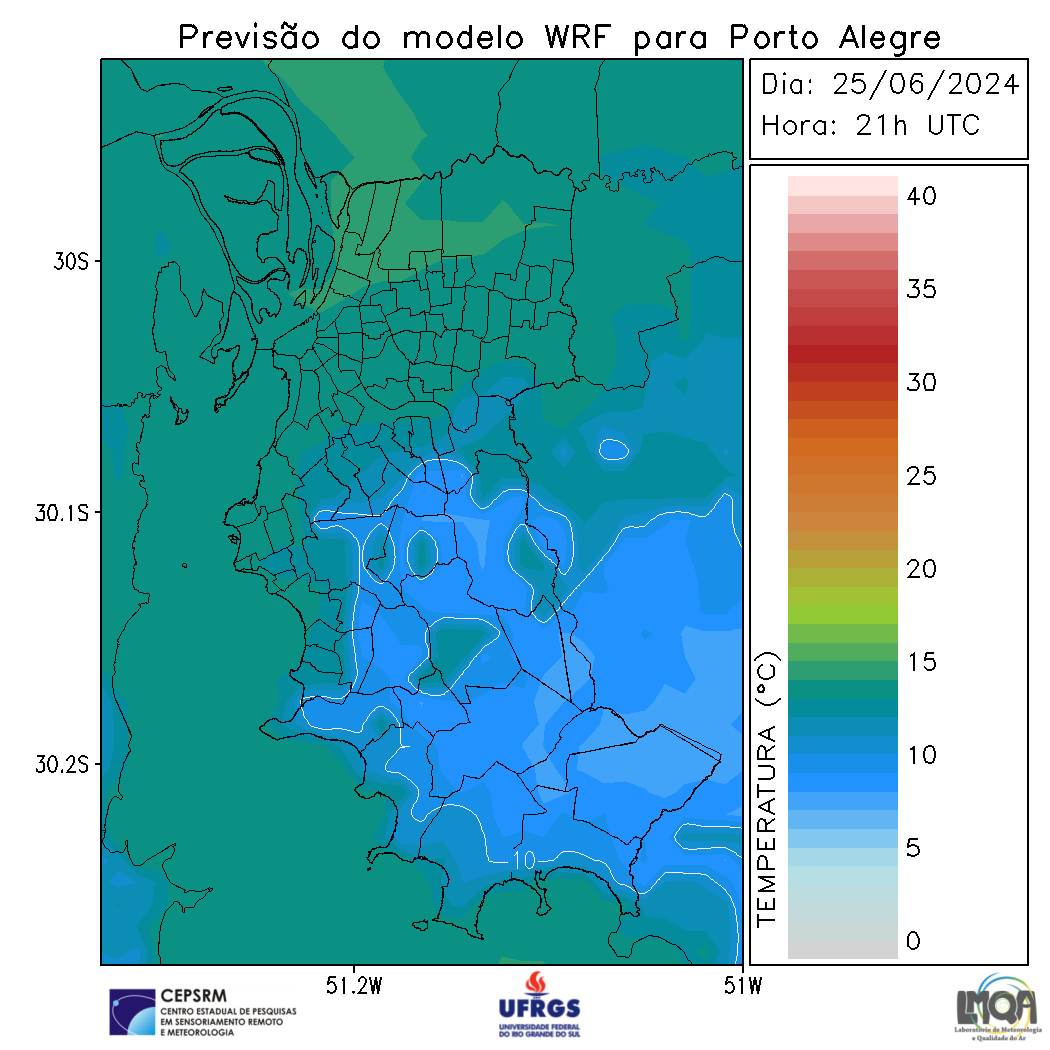 Previsão do modelo WRF para Porto Alegre
Dia: 25/06/2024
Hora: 21h UTC
30S
30.1S
30.2S
51.2W
51W
10
TEMPERATURA (°C)
40
35
30
25
20
15
10
5
0
CEPSRM
CENTRO ESTADUAL DE PESQUISAS
EM SENSORIAMENTO REMOTO
E METEOROLOGIA
UFRGS
UNIVERSIDADE FEDERAL
DO RIO GRANDE DO SUL
LMQA
Laboratório de Meteorologia
e Qualidade do Ar